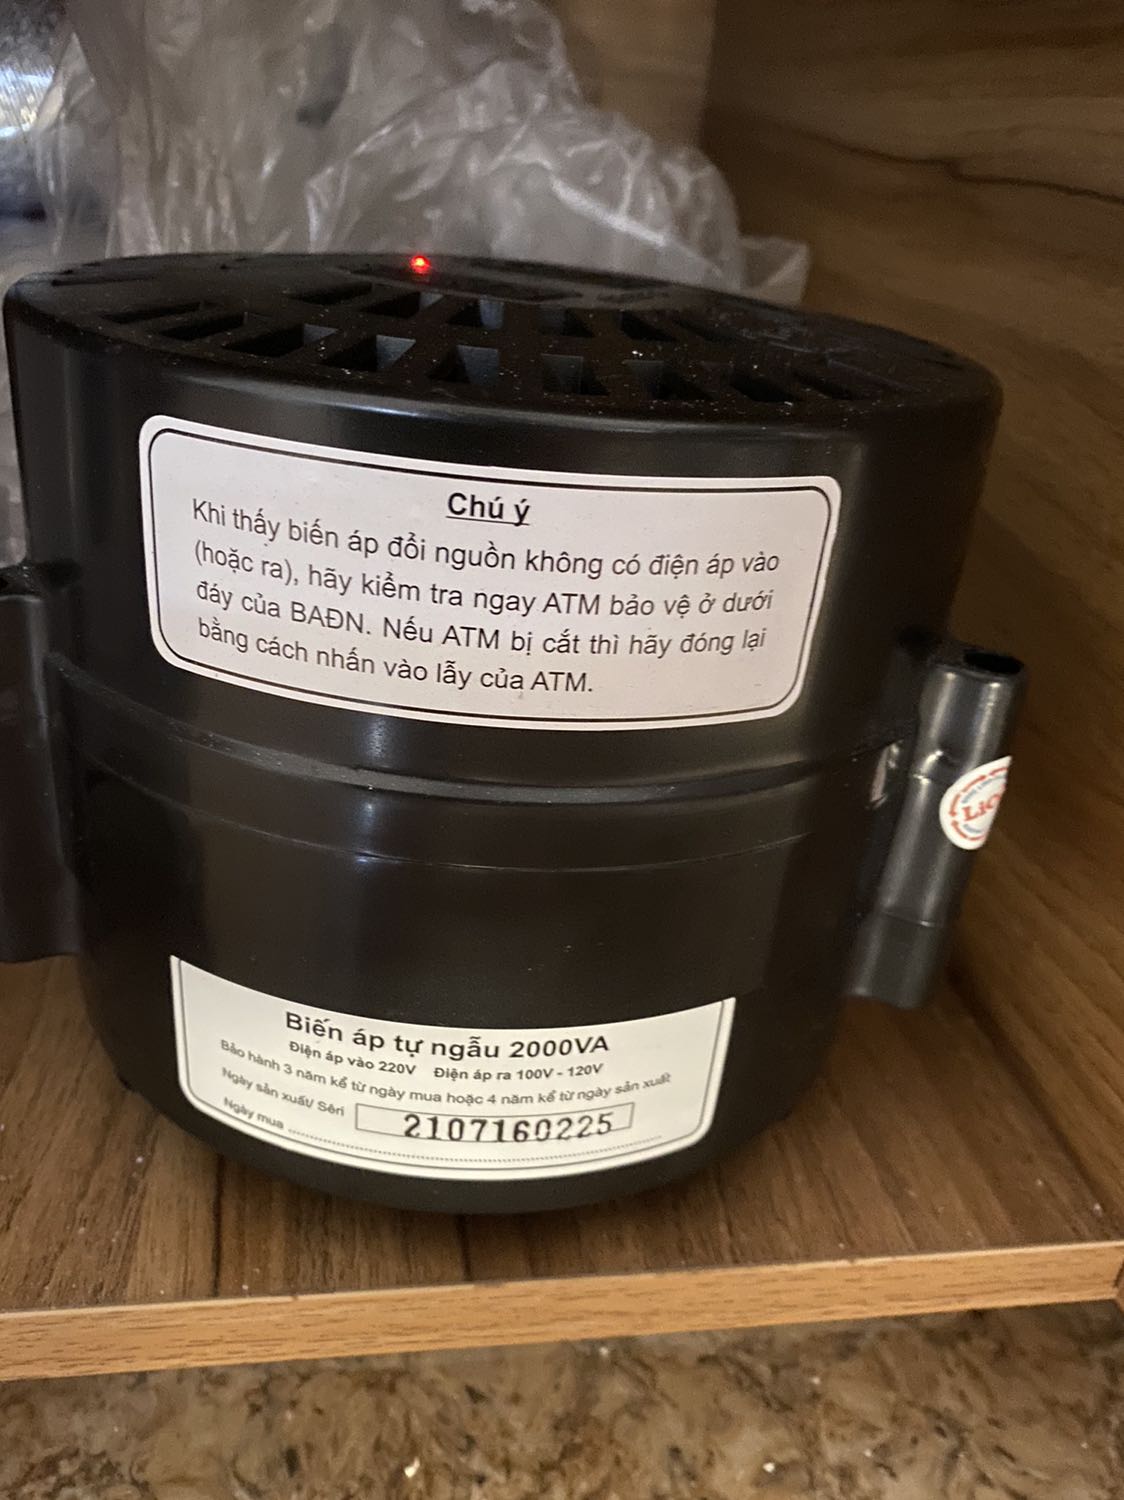 Chú ý
Khi thấy biến áp đổi nguồn không có điện áp vào
(hoặc ra), hãy kiểm tra ngay ATM bảo vệ ở dưới
đáy của BAĐN. Nếu ATM bị cắt thì hãy đóng lại
bằng cách nhấn vào lẫy của ATM.
Biến áp tự ngẫu 2000VA
Điện áp vào 220V Điện áp ra 100V - 120V
Bảo hành 3 năm kể từ ngày mua hoặc 4 năm kể từ ngày sản xuất
Ngày sản xuất/ Sêri 2107160225
Ngày mua